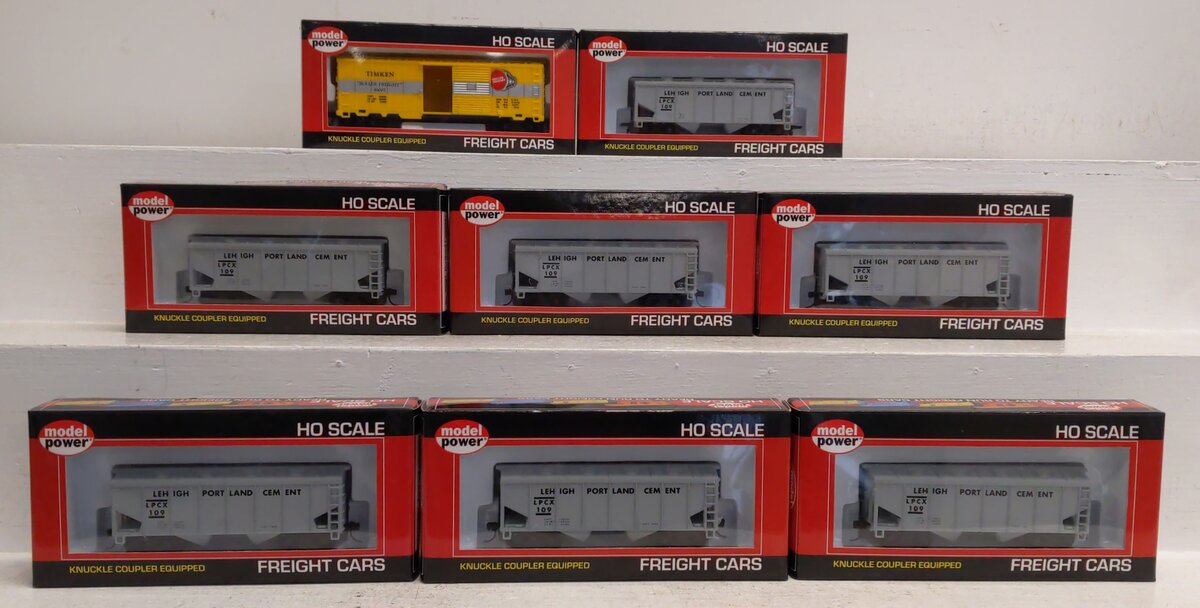 model
power
HO SCALE
TIMKEN
"ROLLER FREIGHT"
KNUCKLE COUPLER EQUIPPED
FREIGHT CARS
model
power
HO SCALE
LEHIGH PORTLAND CEMENT
LPCX
109
KNUCKLE COUPLER EQUIPPED
FREIGHT CARS
model
power
HO SCALE
LEHIGH PORTLAND CEMENT
LPCX
109
KNUCKLE COUPLER EQUIPPED
FREIGHT CARS
model
power
HO SCALE
LEHIGH PORTLAND CEMENT
LPCX
109
KNUCKLE COUPLER EQUIPPED
FREIGHT CARS
model
power
HO SCALE
LEHIGH PORTLAND CEMENT
LPCX
109
KNUCKLE COUPLER EQUIPPED
FREIGHT CARS
model
power
HO SCALE
LEHIGH PORTLAND CEMENT
LPCX
109
KNUCKLE COUPLER EQUIPPED
FREIGHT CARS
model
power
HO SCALE
LEHIGH PORTLAND CEMENT
LPCX
109
KNUCKLE COUPLER EQUIPPED
FREIGHT CARS
model
power
HO SCALE
LEHIGH PORTLAND CEMENT
LPCX
109
KNUCKLE COUPLER EQUIPPED
FREIGHT CARS